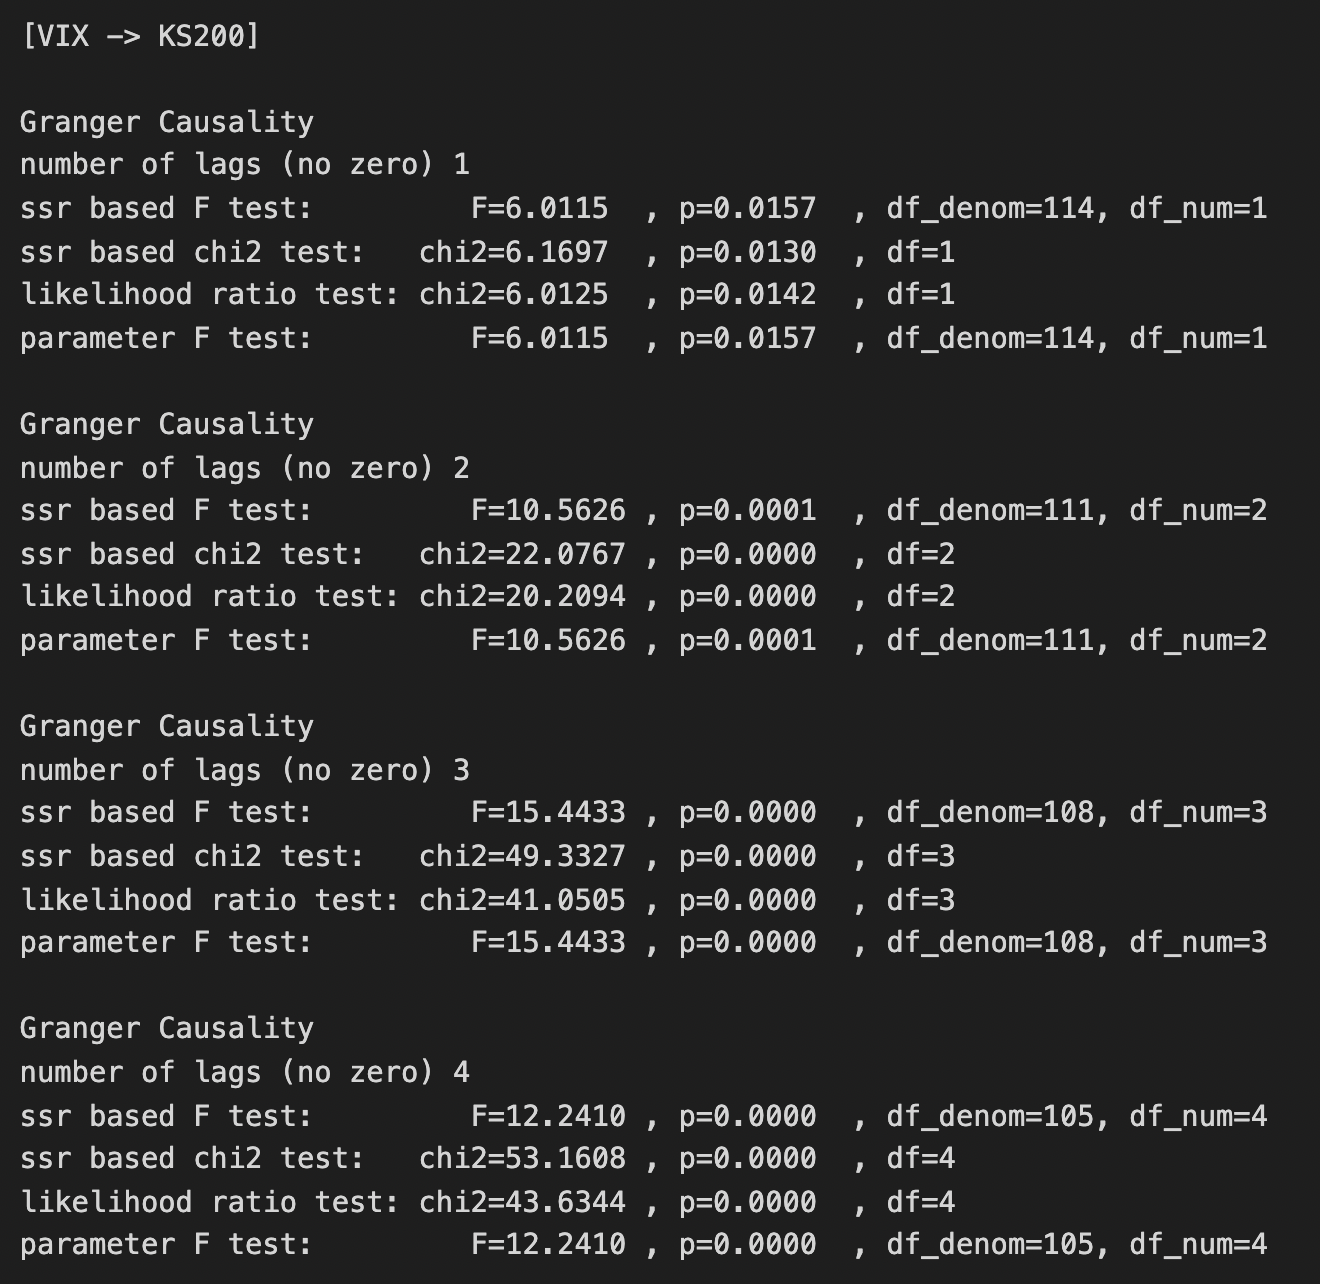 [VIX -> KS200]
Granger Causality
number of lags (no zero) 1
ssr based F test:         F=6.0115  , p=0.0157  , df_denom=114, df_num=1
ssr based chi2 test:   chi2=6.1697  , p=0.0130  , df=1
likelihood ratio test: chi2=6.0125  , p=0.0142  , df=1
parameter F test:         F=6.0115  , p=0.0157  , df_denom=114, df_num=1
Granger Causality
number of lags (no zero) 2
ssr based F test:         F=10.5626 , p=0.0001  , df_denom=111, df_num=2
ssr based chi2 test:   chi2=22.0767 , p=0.0000  , df=2
likelihood ratio test: chi2=20.2094 , p=0.0000  , df=2
parameter F test:         F=10.5626 , p=0.0001  , df_denom=111, df_num=2
Granger Causality
number of lags (no zero) 3
ssr based F test:         F=15.4433 , p=0.0000  , df_denom=108, df_num=3
ssr based chi2 test:   chi2=49.3327 , p=0.0000  , df=3
likelihood ratio test: chi2=41.0505 , p=0.0000  , df=3
parameter F test:         F=15.4433 , p=0.0000  , df_denom=108, df_num=3
Granger Causality
number of lags (no zero) 4
ssr based F test:         F=12.2410 , p=0.0000  , df_denom=105, df_num=4
ssr based chi2 test:   chi2=53.1608 , p=0.0000  , df=4
likelihood ratio test: chi2=43.6344 , p=0.0000  , df=4
parameter F test:         F=12.2410 , p=0.0000  , df_denom=105, df_num=4